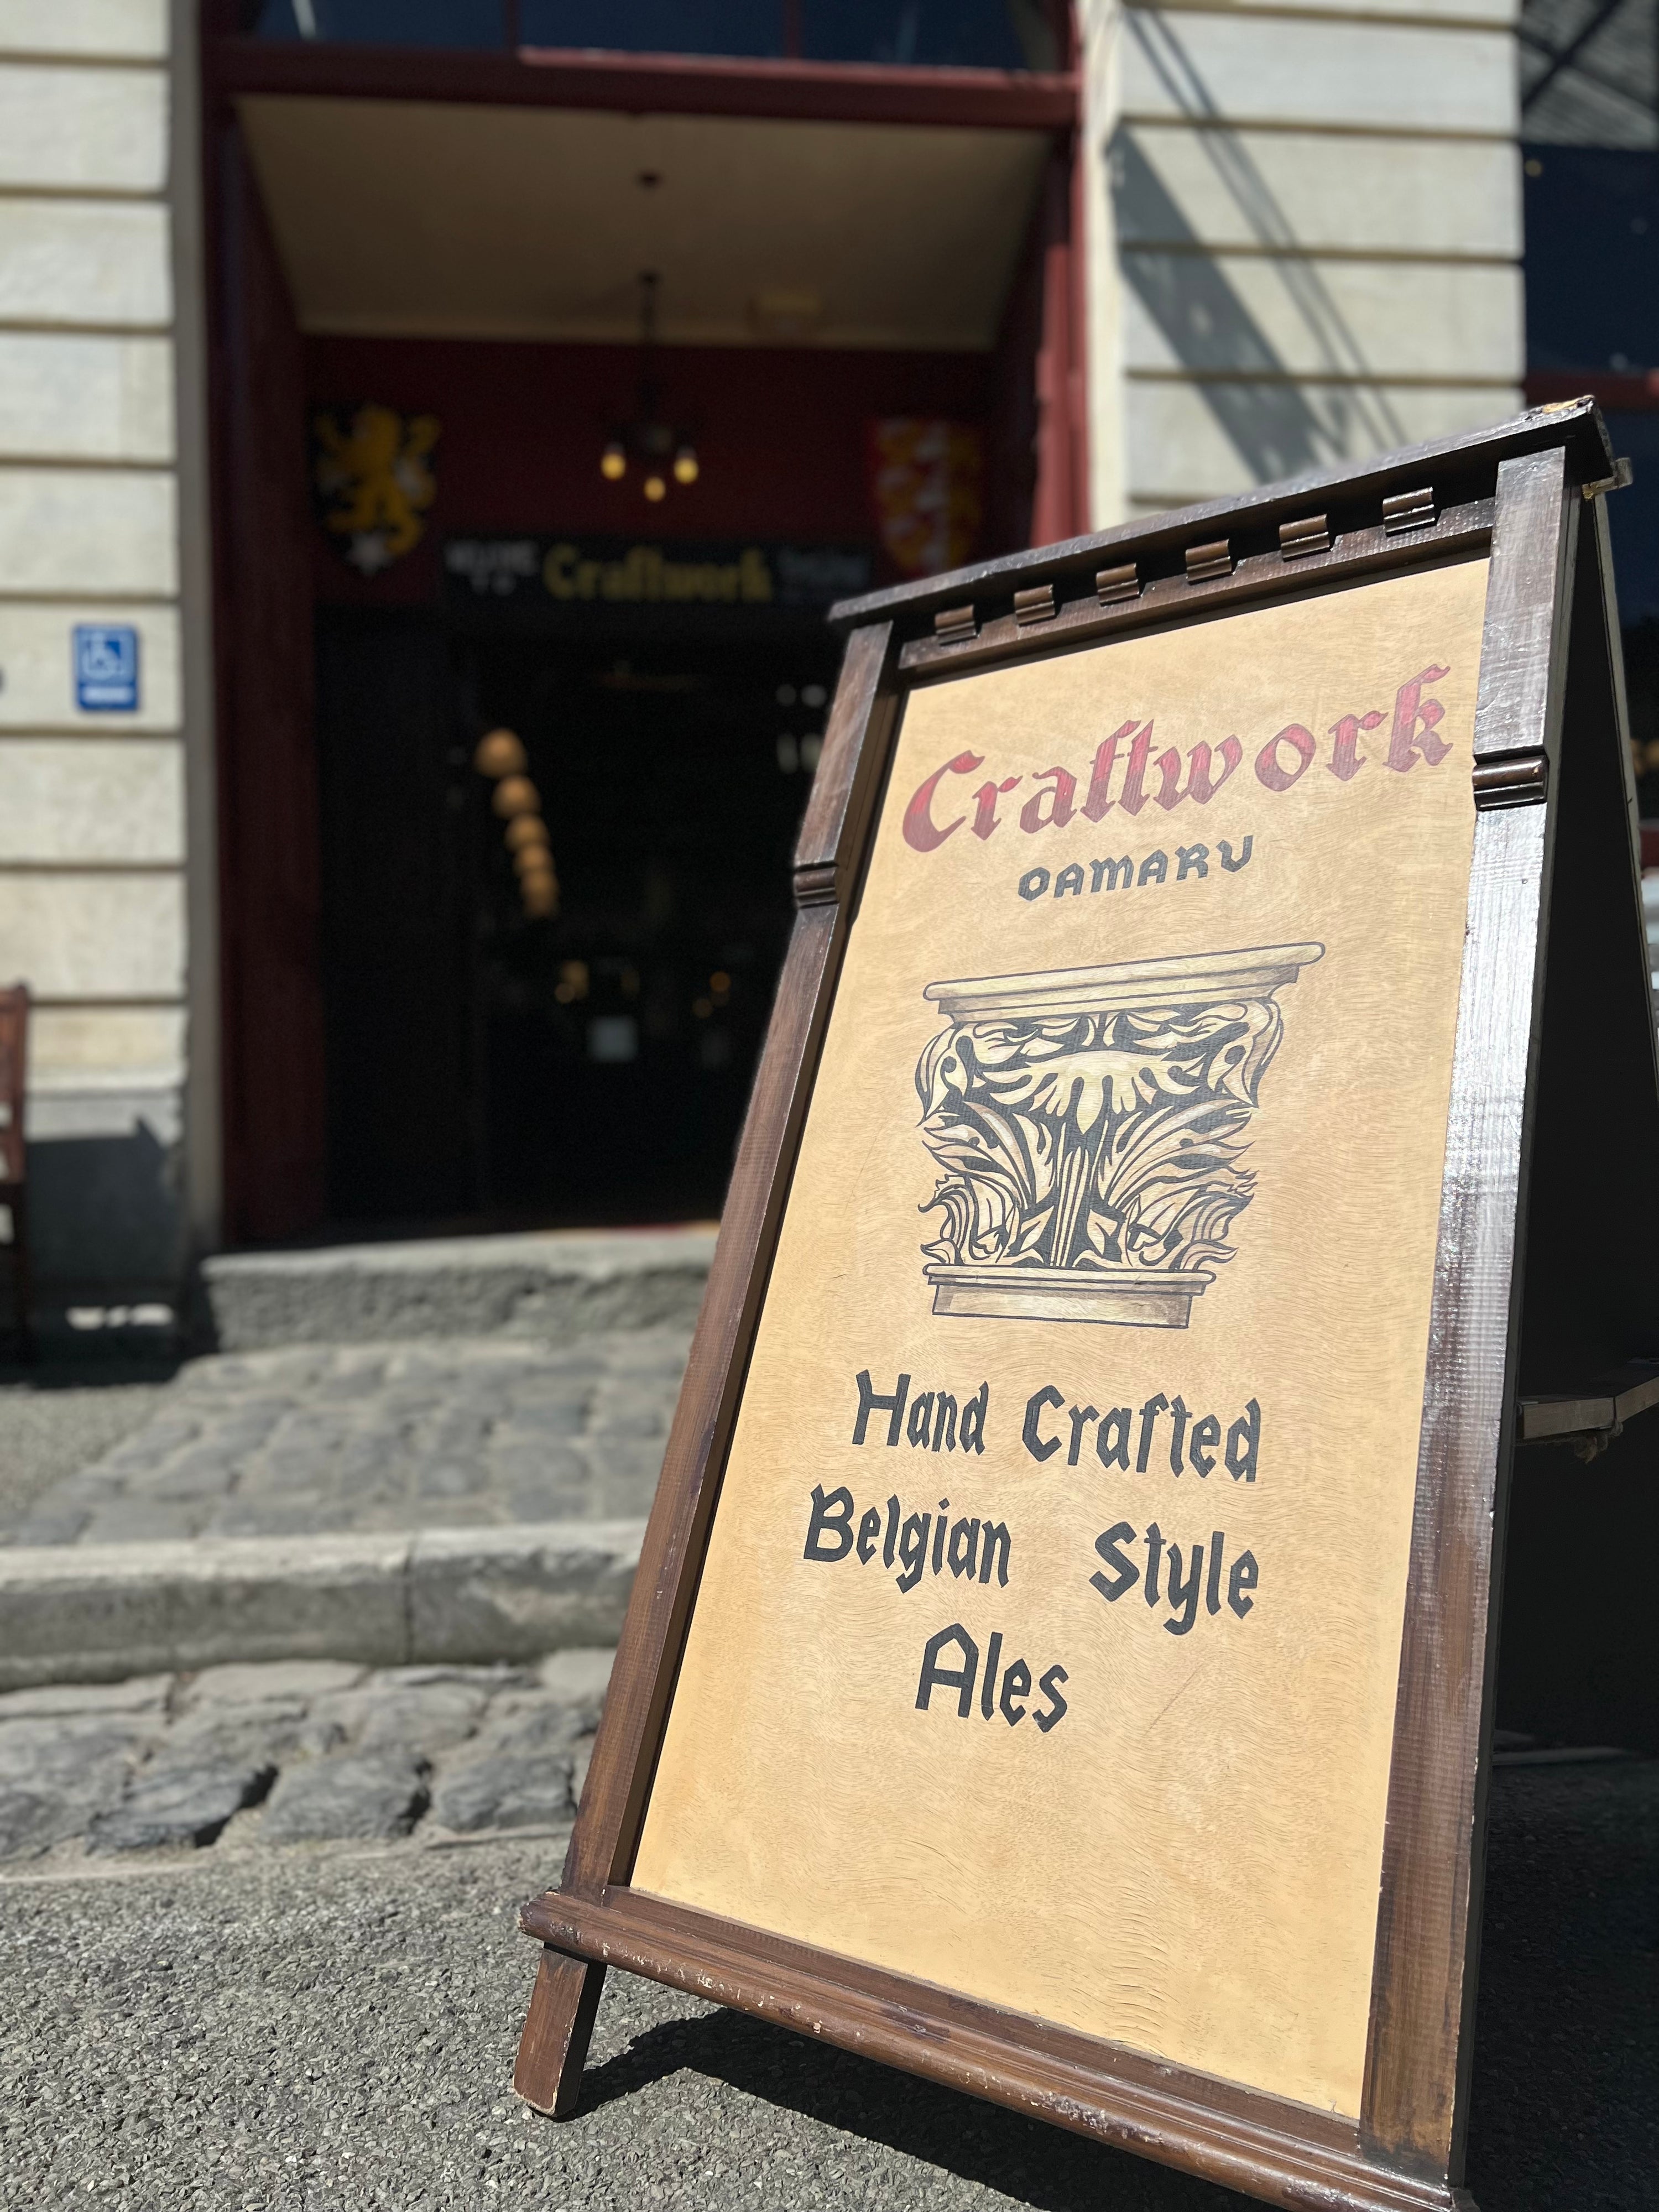 Craftwork
Craftwork
OAMARU
Hand Crafted
Belgian Style
Ales